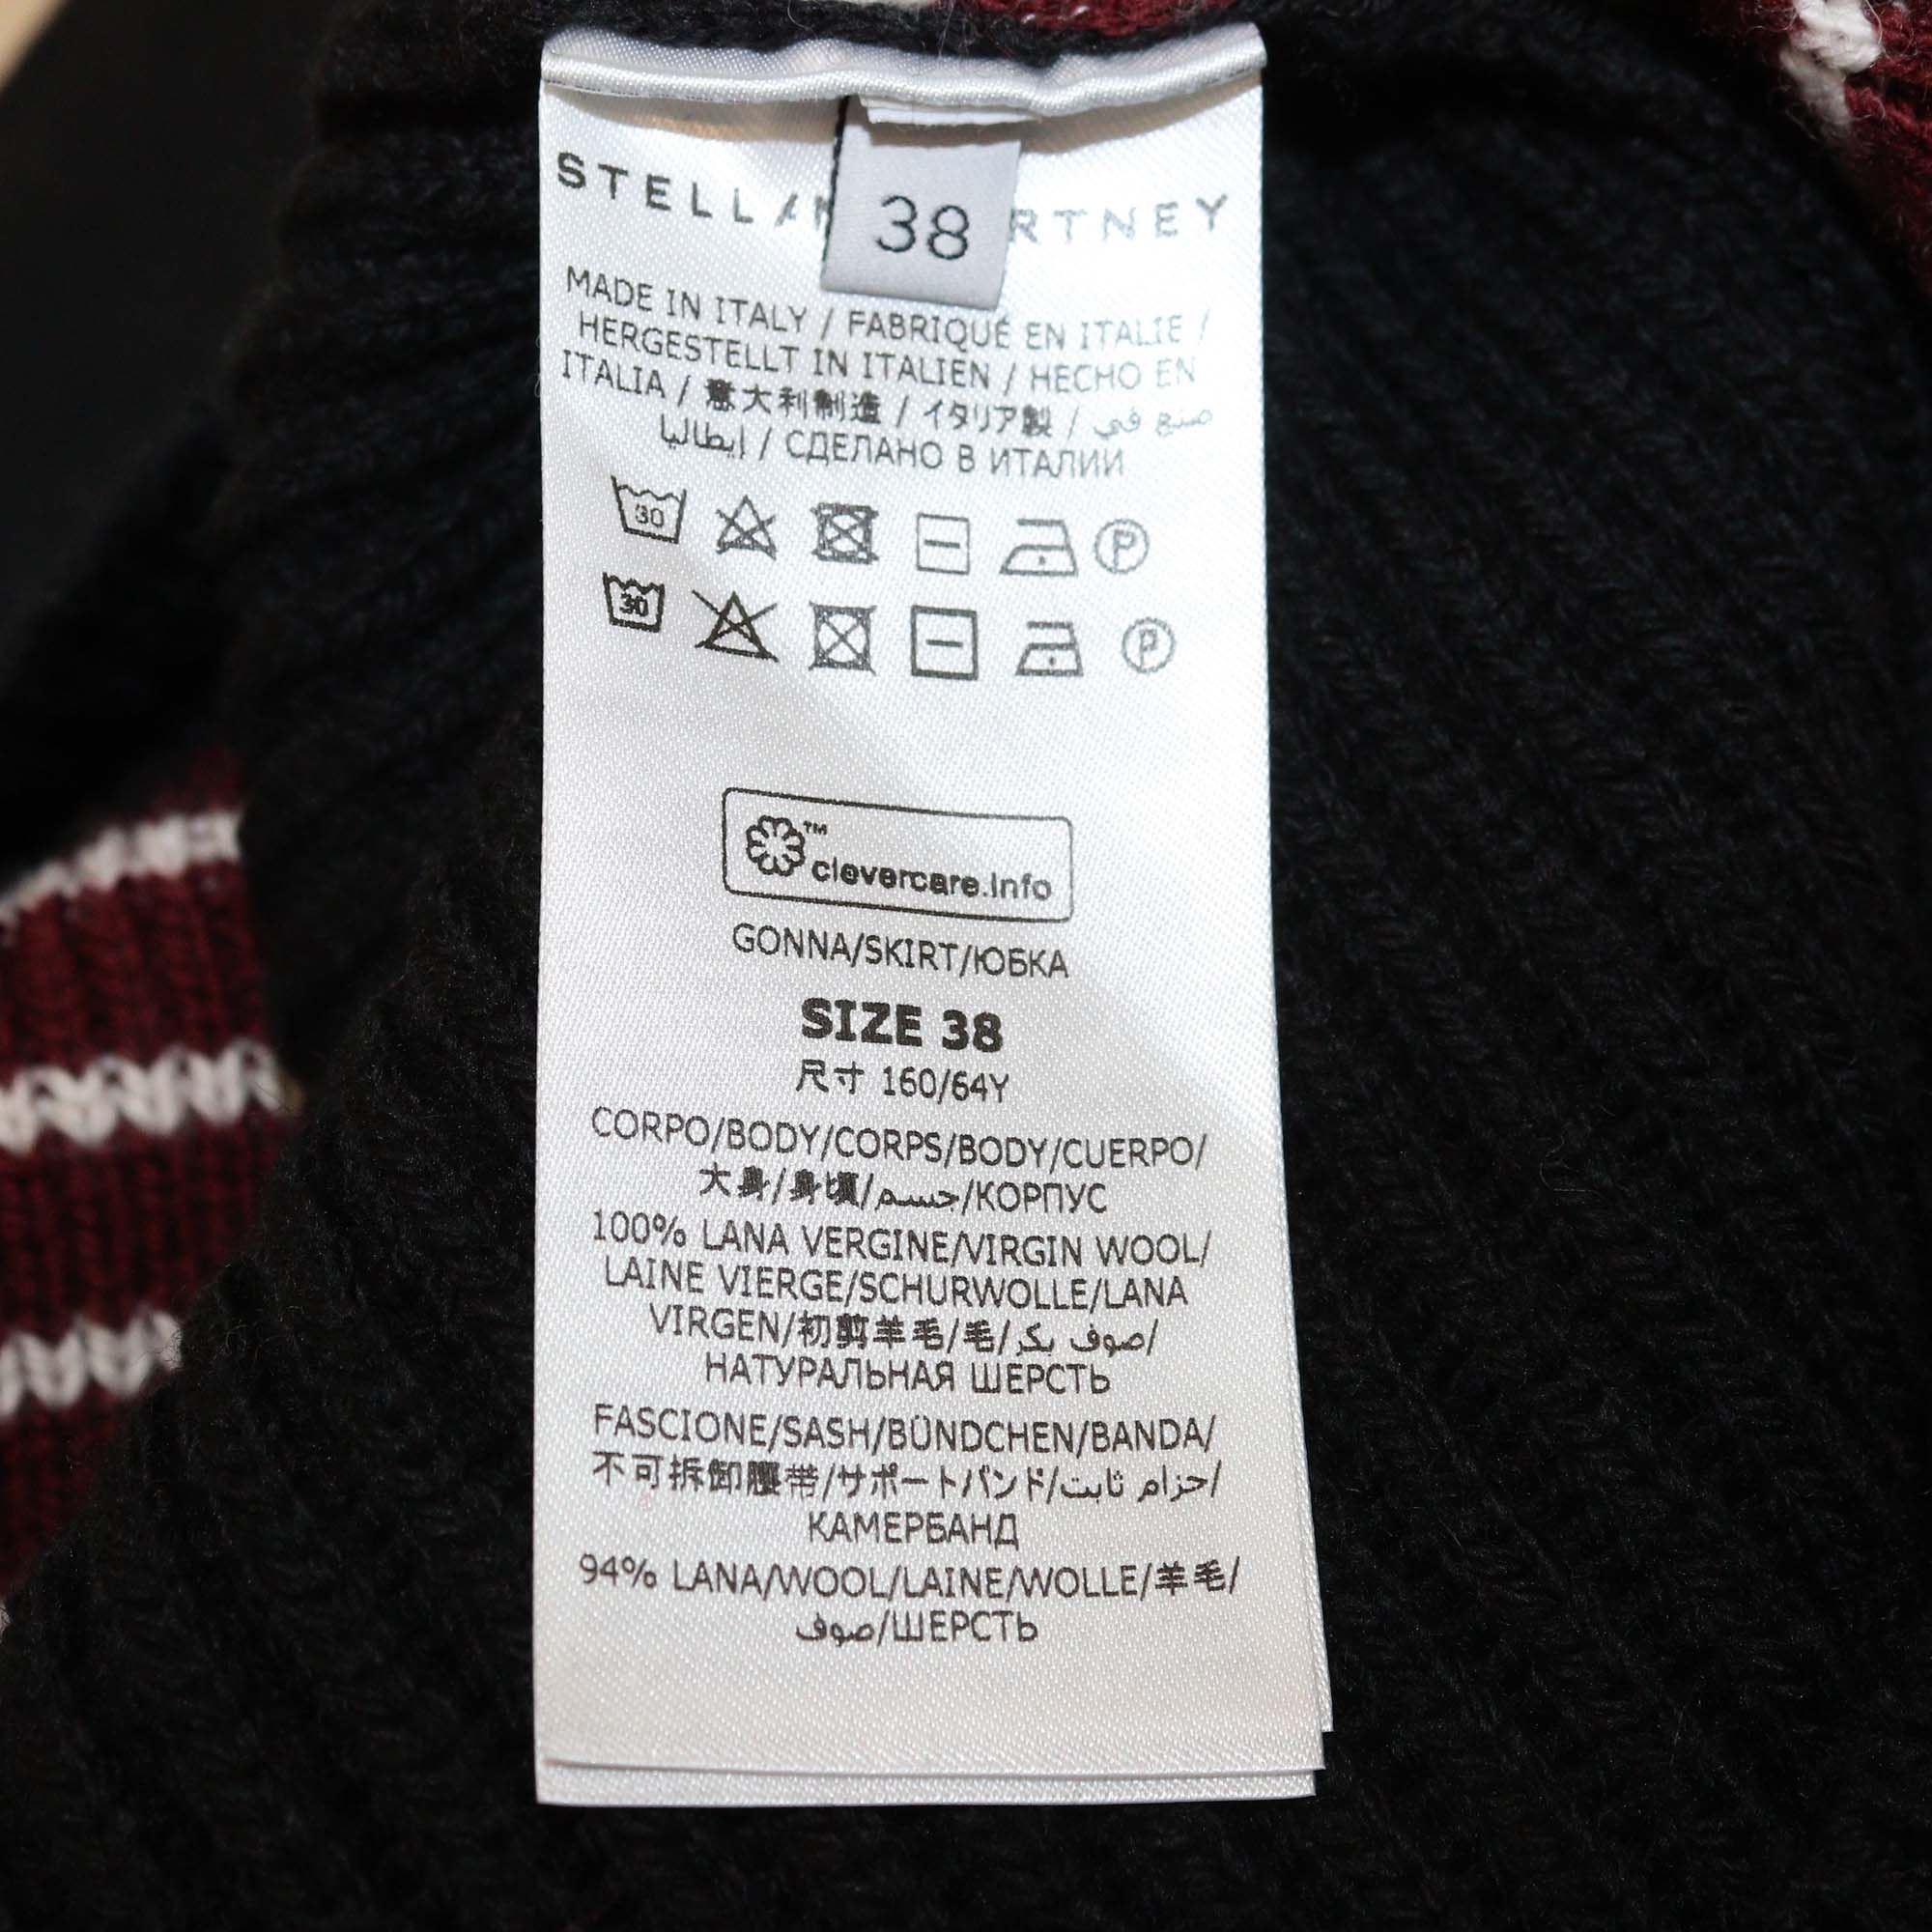 38
MADE IN ITALY / FABRIQUÉ EN ITALIE /
HERGESTELLT IN ITALIEN / HECHO EN
ITALIA / 意大利制造 / イタリア製 / صنع في
إيطاليا / СДЕЛАНО В ИТАЛИИ
30
30
™
clevercare.info
GONNA/SKIRT/ЮБКА
SIZE 38
尺寸 160/64Y
CORPO/BODY/CORPS/BODY/CUERPO/
大身/身頃/جسم/КОРПУС
100% LANA VERGINE/VIRGIN WOOL/
LAINE VIERGE/SCHURWOLLE/LANA
VIRGEN/初剪羊毛/毛/صوف بكر/
НАТУРАЛЬНАЯ ШЕРСТЬ
FASCIONE/SASH/BÜNDCHEN/BANDA/
不可拆卸腰带/サポートバンド/حزام ثابت/
КАМЕРБАНД
94% LANA/WOOL/LAINE/WOLLE/羊毛/
صوف/ШЕРСТЬ